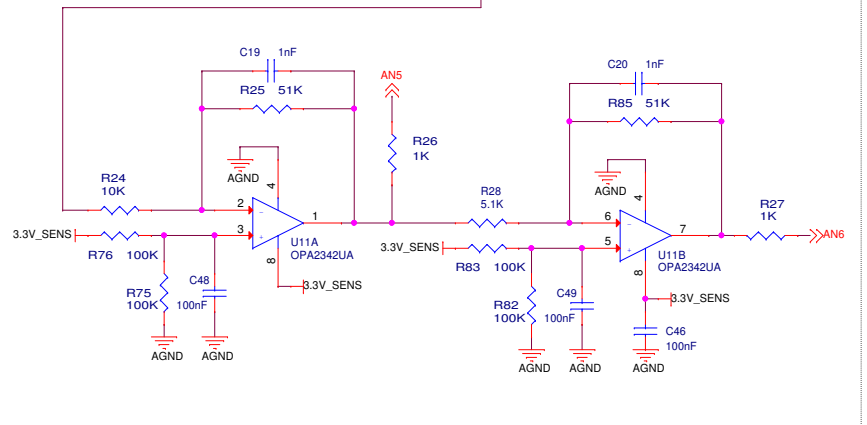 C19 1nF
R25 51K
AN5
R26
1K
C20 1nF
R85 51K
AGND
4
R24
10K
2
-
1
3
+
3.3V_SENS
R76 100K
U11A
OPA2342UA
8
3.3V_SENS
R75
100K
C48
100nF
AGND
AGND
AGND
4
R28
5.1K
6
-
7
5
+
3.3V_SENS
R83 100K
U11B
OPA2342UA
8
3.3V_SENS
R27
1K
AN6
R82
100K
C49
100nF
C46
100nF
AGND
AGND
AGND